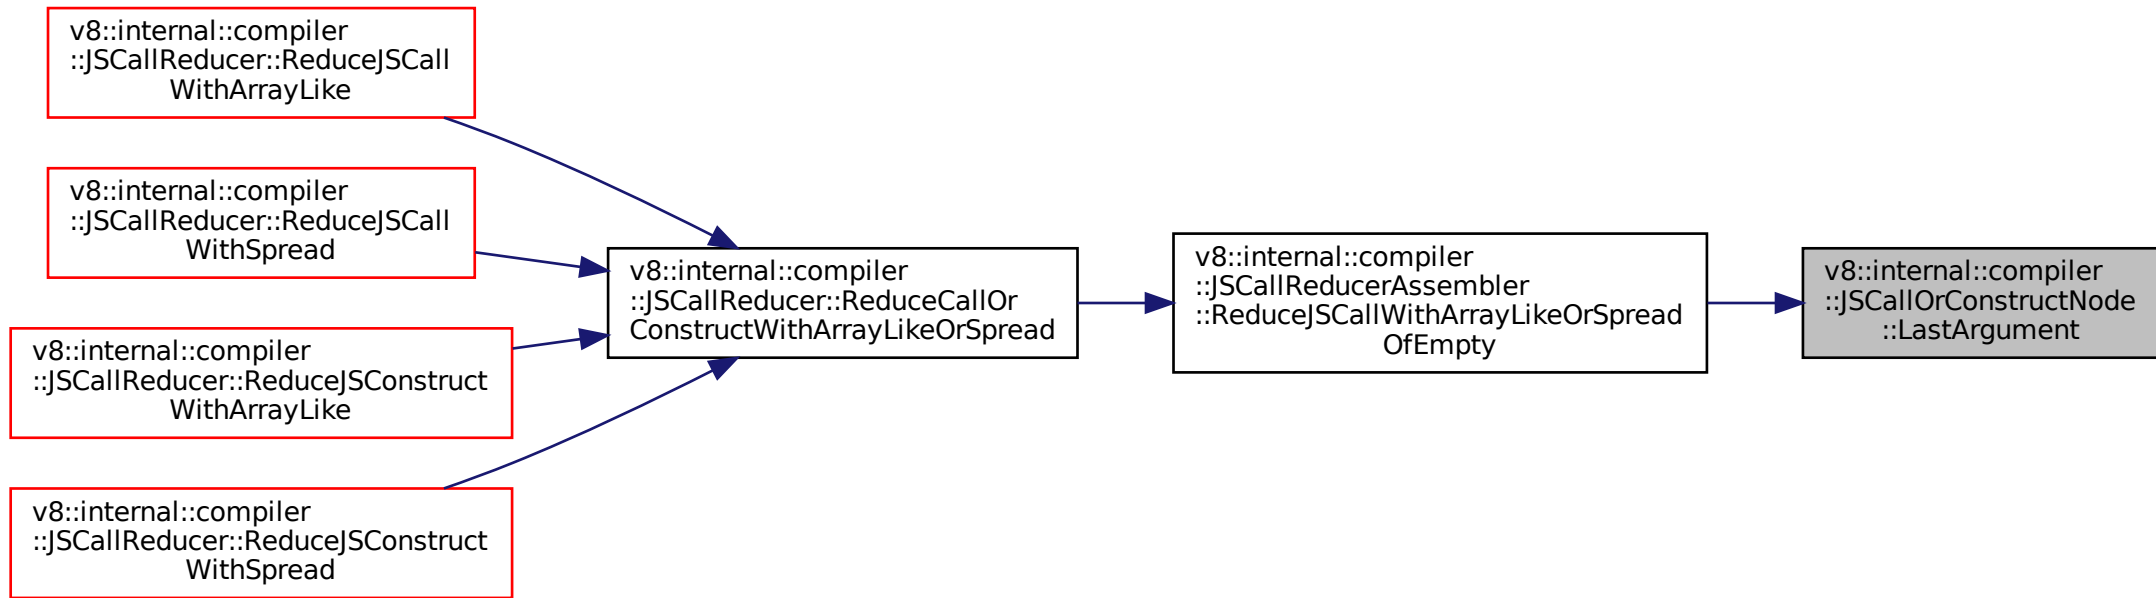 v8::internal::compiler
::JSCallReducer::ReduceJSCall
WithArrayLike
v8::internal::compiler
::JSCallReducer::ReduceJSCall
WithSpread
v8::internal::compiler
::JSCallReducer::ReduceJSConstruct
WithArrayLike
v8::internal::compiler
::JSCallReducer::ReduceJSConstruct
WithSpread
v8::internal::compiler
::JSCallReducer::ReduceCallOr
ConstructWithArrayLikeOrSpread
v8::internal::compiler
::JSCallReducerAssembler
::ReduceJSCallWithArrayLikeOrSpread
OfEmpty
v8::internal::compiler
::JSCallOrConstructNode
::LastArgument